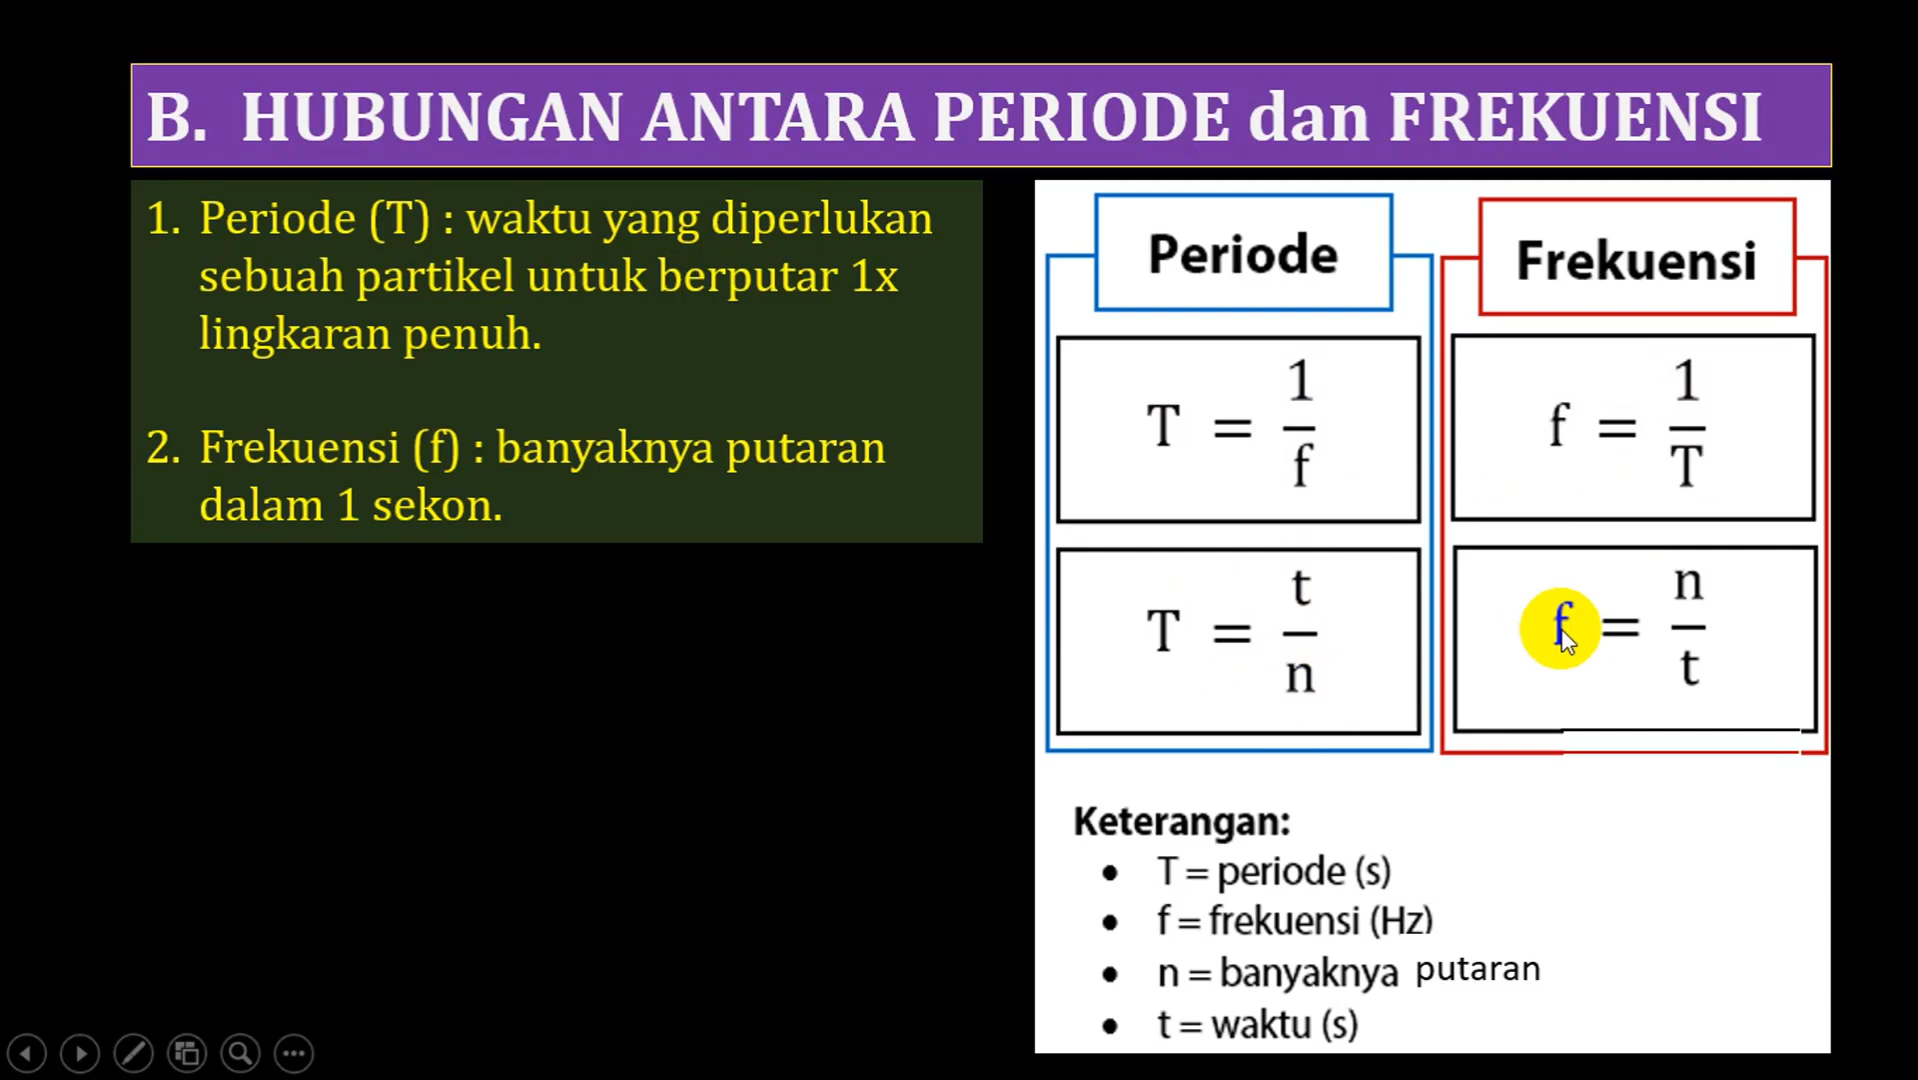 B. HUBUNGAN ANTARA PERIODE dan FREKUENSI
1. Periode (T) : waktu yang diperlukan
sebuah partikel untuk berputar 1x
lingkaran penuh.
2. Frekuensi (f) : banyaknya putaran
dalam 1 sekon.
Periode
T = 1/f
T = t/n
Frekuensi
f = 1/T
f = n/t
Keterangan:
• T = periode (s)
• f = frekuensi (Hz)
• n = banyaknya putaran
• t = waktu (s)